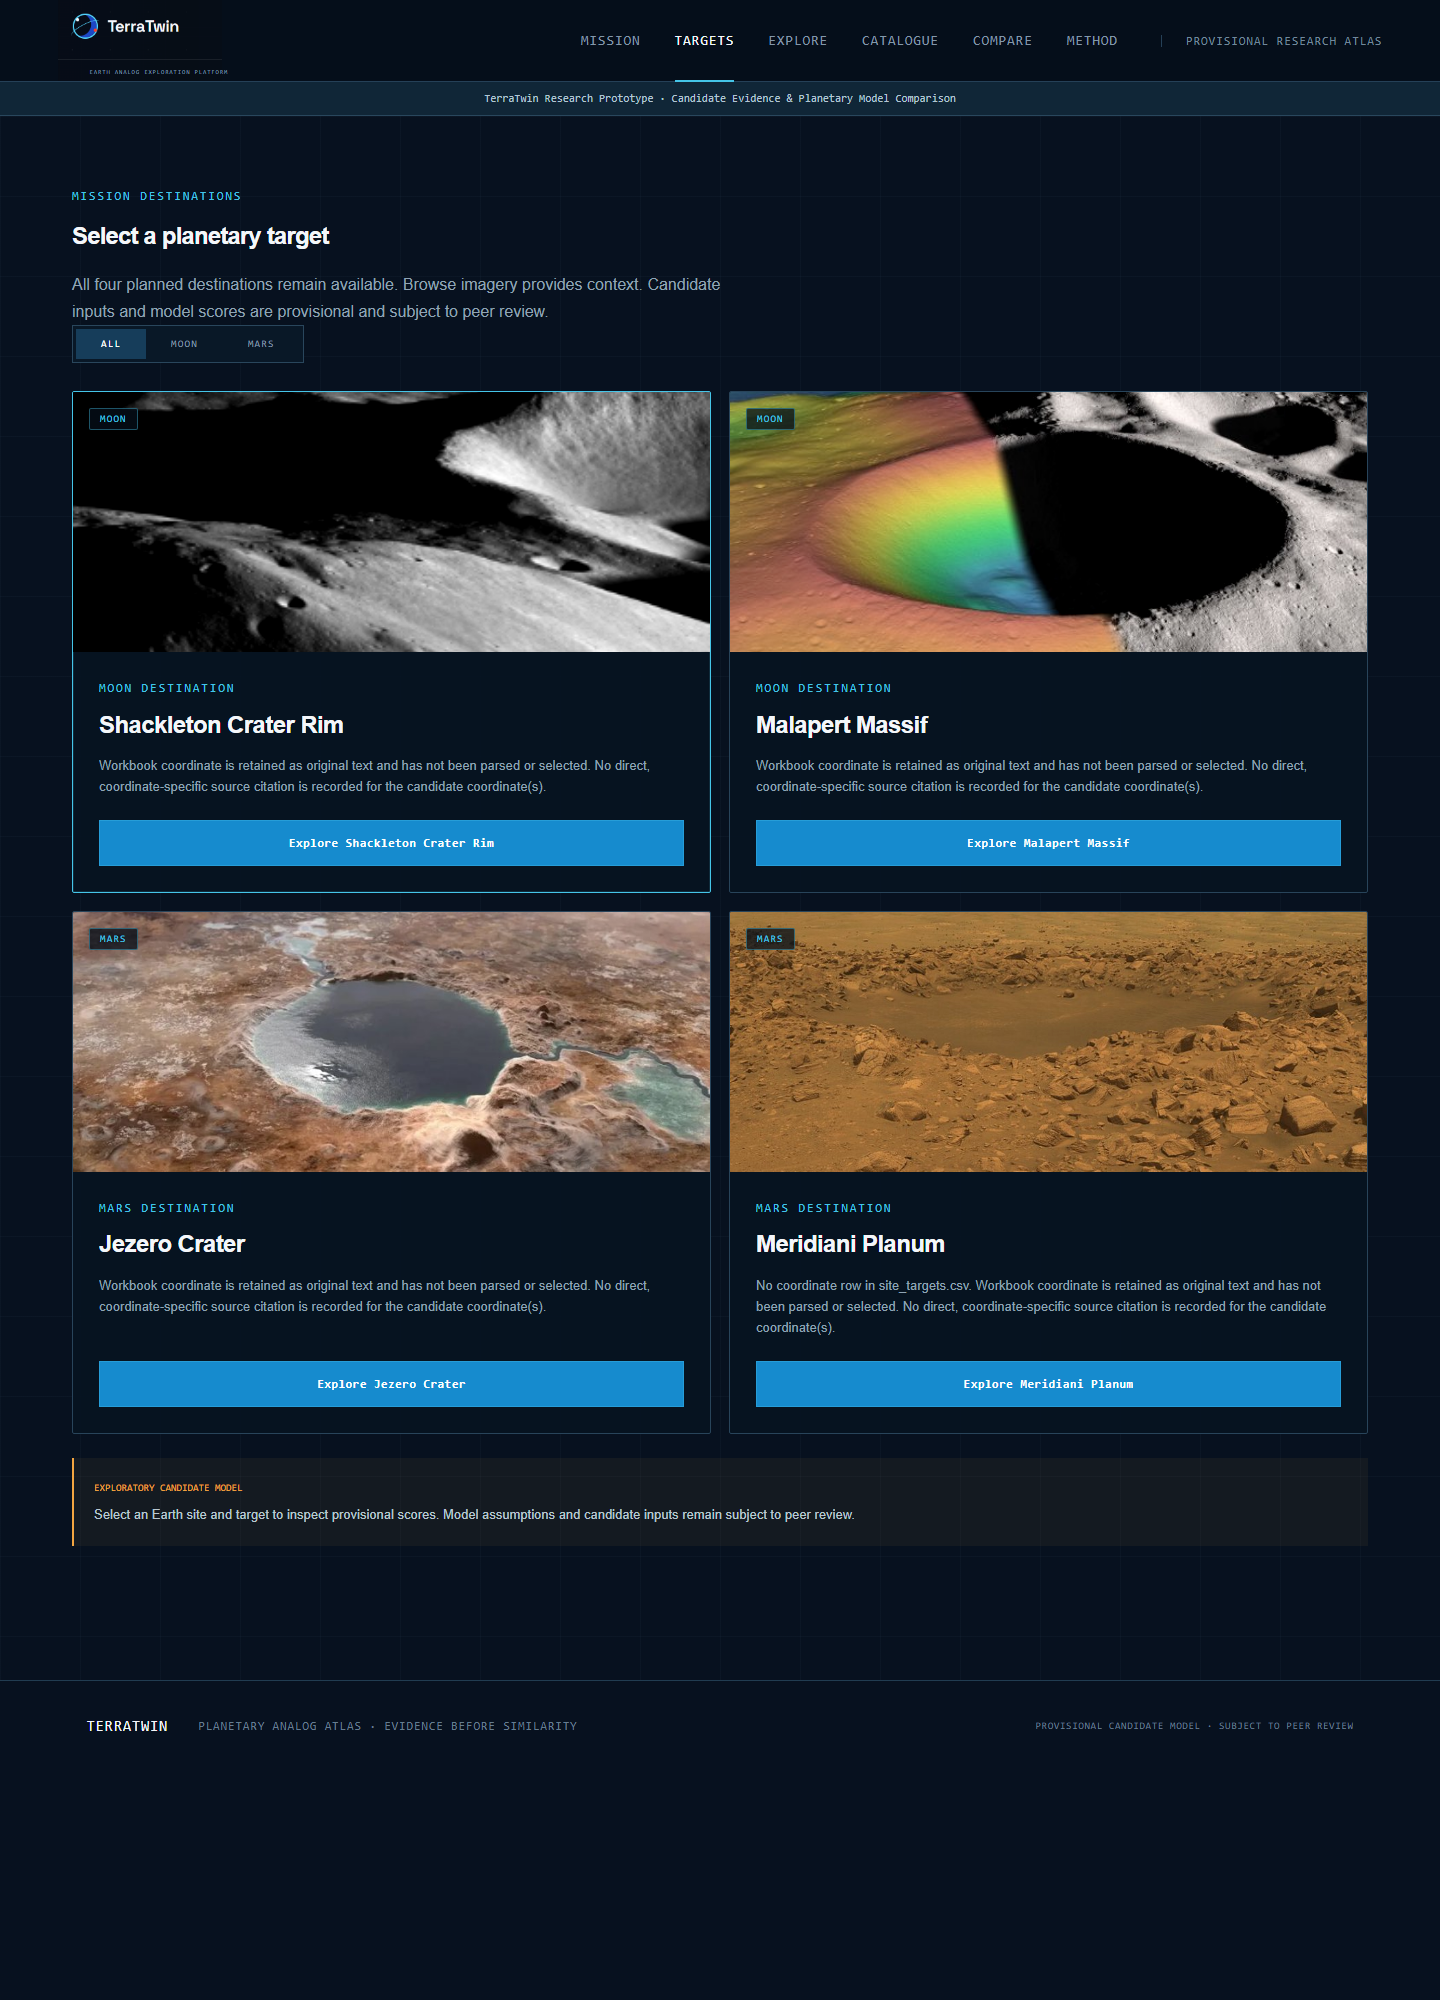 TerraTwin
EARTH ANALOG EXPLORATION PLATFORM
MISSION TARGETS EXPLORE CATALOGUE COMPARE METHOD PROVISIONAL RESEARCH ATLAS
TerraTwin Research Prototype · Candidate Evidence & Planetary Model Comparison
MISSION DESTINATIONS
Select a planetary target
All four planned destinations remain available. Browse imagery provides context. Candidate
inputs and model scores are provisional and subject to peer review.
ALL MOON MARS
MOON
MOON DESTINATION
Shackleton Crater Rim
Workbook coordinate is retained as original text and has not been parsed or selected. No direct,
coordinate-specific source citation is recorded for the candidate coordinate(s).
Explore Shackleton Crater Rim
MOON
MOON DESTINATION
Malapert Massif
Workbook coordinate is retained as original text and has not been parsed or selected. No direct,
coordinate-specific source citation is recorded for the candidate coordinate(s).
Explore Malapert Massif
MARS
MARS DESTINATION
Jezero Crater
Workbook coordinate is retained as original text and has not been parsed or selected. No direct,
coordinate-specific source citation is recorded for the candidate coordinate(s).
Explore Jezero Crater
MARS
MARS DESTINATION
Meridiani Planum
No coordinate row in site_targets.csv. Workbook coordinate is retained as original text and has not
been parsed or selected. No direct, coordinate-specific source citation is recorded for the candidate
coordinate(s).
Explore Meridiani Planum
EXPLORATORY CANDIDATE MODEL
Select an Earth site and target to inspect provisional scores. Model assumptions and candidate inputs remain subject to peer review.
TERRATWIN PLANETARY ANALOG ATLAS · EVIDENCE BEFORE SIMILARITY PROVISIONAL CANDIDATE MODEL · SUBJECT TO PEER REVIEW